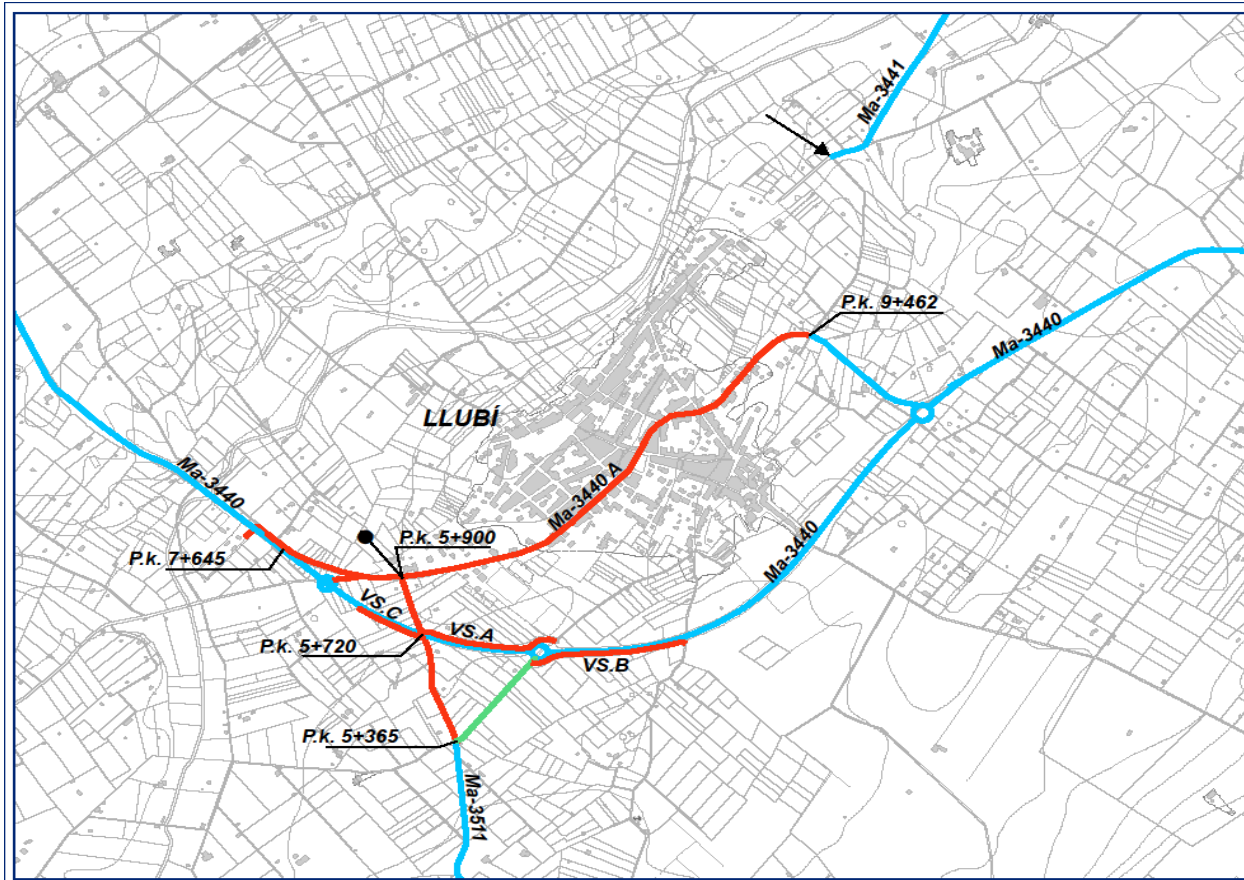 Ma-3441
P.k. 9+462
Ma-3440
LLUBÍ
Ma-3440
Ma-3440 A
P.k. 5+900
P.k. 7+645
Ma-3440
VS.C
VS.A
P.k. 5+720
VS.B
P.k. 5+365
Ma-3511